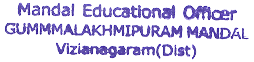 Mandal Educational Officer
GUMMMALAKHMIPURAM MANDAL
Vizianagaram(Dist)